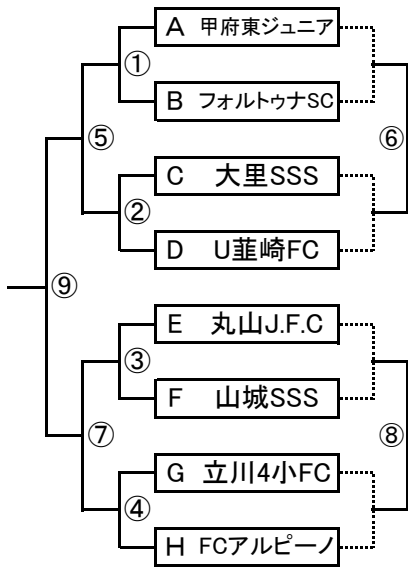 A 甲府東ジュニア
①
B フォルトゥナSC
⑤
⑥
C 大里SSS
②
D U韮崎FC
⑨
E 丸山J.F.C
③
F 山城SSS
⑦
⑧
G 立川4小FC
④
H FCアルピーノ